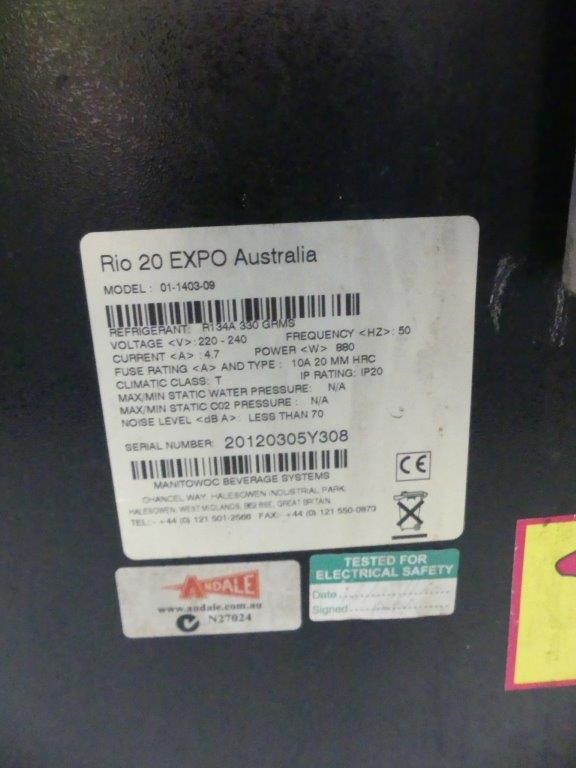 Rio 20 EXPO Australia
MODEL : 01-1403-09
REFRIGERANT: R134A 330 GRMS
VOLTAGE <V>: 220 - 240 FREQUENCY <HZ>: 50
CURRENT <A> : 4.7 POWER <W> 880
FUSE RATING <A> AND TYPE : 10A 20 MM HRC
CLIMATIC CLASS: T IP RATING: IP20
MAX/MIN STATIC WATER PRESSURE: N/A
MAX/MIN STATIC CO2 PRESSURE : N/A
NOISE LEVEL <dB A>: LESS THAN 70
SERIAL NUMBER: 20120305Y308
MANITOWOC BEVERAGE SYSTEMS
CHANCEL WAY, HALESOWEN INDUSTRIAL PARK,
HALESOWEN, WEST MIDLANDS, GREAT BRITAIN.
TEL:- +44 (0) 121 501-2566 FAX:- +44 (0) 121 550-0873
CE
ANDALE
www.andale.com.au
N27024
TESTED FOR
ELECTRICAL SAFETY
Date
Signed